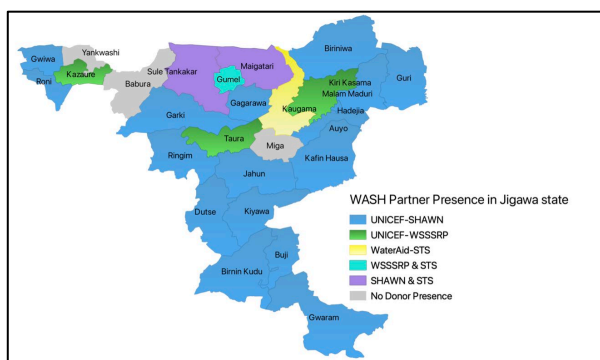 Yankwashi
Gwiwa
Kazaure
Roni
Babura
Sule Tankakar
Maigatari
Gumel
Biriniwa
Kiri Kasama
Guri
Malam Maduri
Gagarawa
Kaugama
Hadejia
Garki
Auyo
Taura
Miga
Ringim
Kafin Hausa
Jahun
Dutse
Kiyawa
Buji
Birnin Kudu
Gwaram
WASH Partner Presence in Jigawa state
UNICEF-SHAWN
UNICEF-WSSSRP
WaterAid-STS
WSSSRP & STS
SHAWN & STS
No Donor Presence